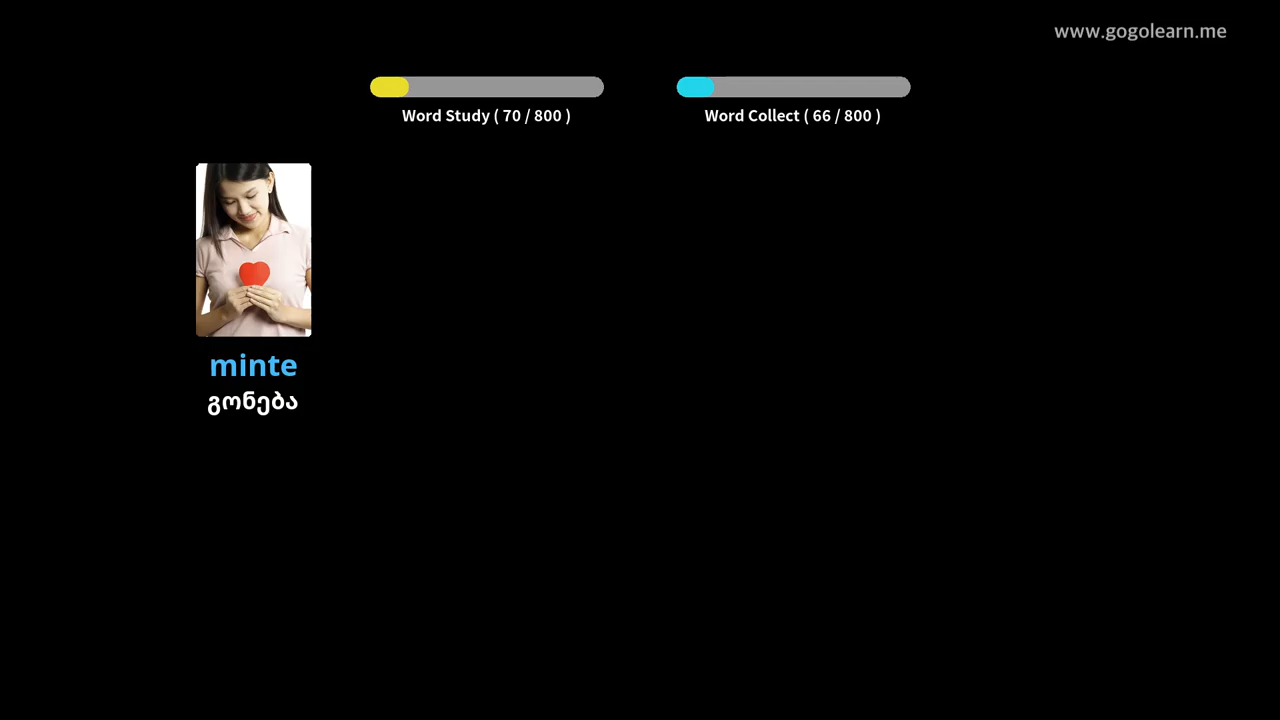 www.gogolearn.me
Word Study ( 70 / 800 )
Word Collect ( 66 / 800 )
minte
გონება